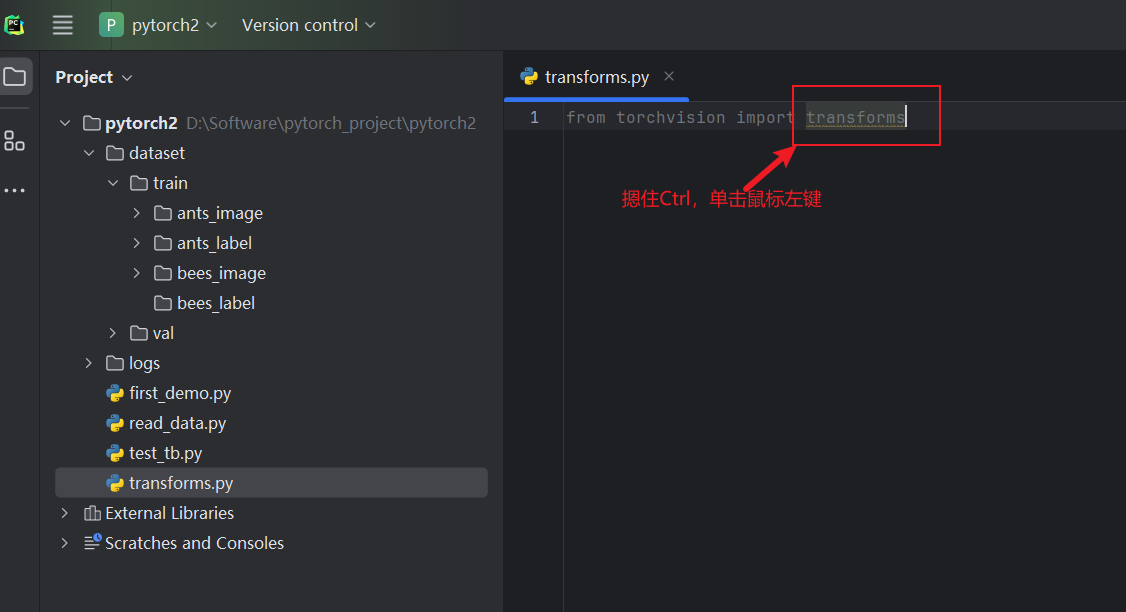 P pytorch2 Version control
Project
transforms.py
pytorch2 D:\Software\pytorch_project\pytorch2
1 from torchvision import transforms
dataset
train
摁住Ctrl，单击鼠标左键
ants_image
ants_label
bees_image
bees_label
val
logs
first_demo.py
read_data.py
test_tb.py
transforms.py
External Libraries
Scratches and Consoles